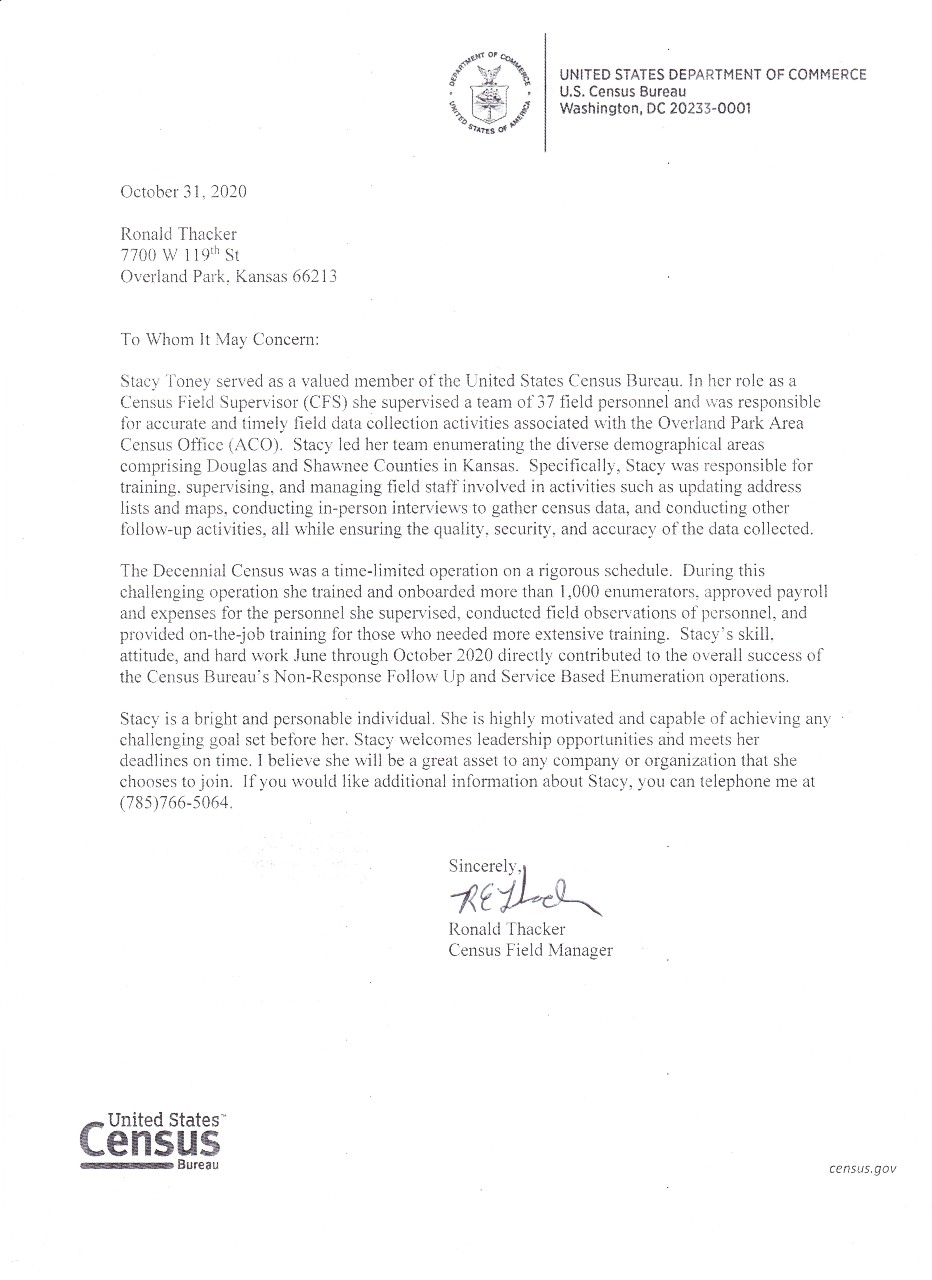 DEPARTMENT OF COMMERCE
UNITED STATES OF AMERICA
UNITED STATES DEPARTMENT OF COMMERCE
U.S. Census Bureau
Washington, DC 20233-0001
October 31, 2020
Ronald Thacker
7700 W 119th St
Overland Park, Kansas 66213
To Whom It May Concern:
Stacy Toney served as a valued member of the United States Census Bureau. In her role as a
Census Field Supervisor (CFS) she supervised a team of 37 field personnel and was responsible
for accurate and timely field data collection activities associated with the Overland Park Area
Census Office (ACO).  Stacy led her team enumerating the diverse demographical areas
comprising Douglas and Shawnee Counties in Kansas.  Specifically, Stacy was responsible for
training, supervising, and managing field staff involved in activities such as updating address
lists and maps, conducting in-person interviews to gather census data, and conducting other
follow-up activities, all while ensuring the quality, security, and accuracy of the data collected.
The Decennial Census was a time-limited operation on a rigorous schedule.  During this
challenging operation she trained and onboarded more than 1,000 enumerators, approved payroll
and expenses for the personnel she supervised, conducted field observations of personnel, and
provided on-the-job training for those who needed more extensive training.  Stacy's skill,
attitude, and hard work June through October 2020 directly contributed to the overall success of
the Census Bureau's Non-Response Follow Up and Service Based Enumeration operations.
Stacy is a bright and personable individual. She is highly motivated and capable of achieving any
challenging goal set before her. Stacy welcomes leadership opportunities and meets her
deadlines on time. I believe she will be a great asset to any company or organization that she
chooses to join.  If you would like additional information about Stacy, you can telephone me at
(785)766-5064.
Sincerely,
Ronald Thacker
Census Field Manager
United States™
Census
Bureau
census.gov